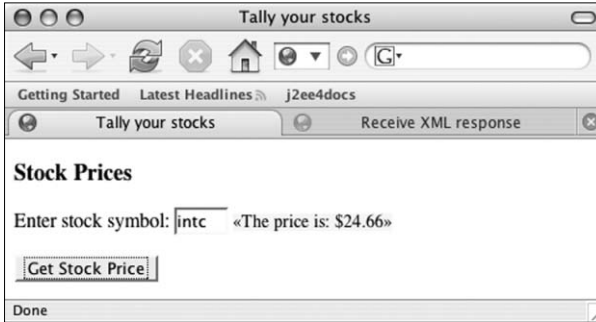 Tally your stocks
G
Getting Started Latest Headlines j2ee4docs
Tally your stocks Receive XML response
Stock Prices
Enter stock symbol: intc «The price is: $24.66»
Get Stock Price
Done